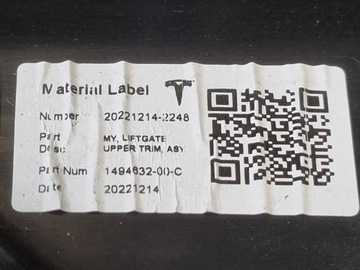 Material Label
Number 20221214-2248
Part MY, LIFTGATE
Desc: UPPER TRIM, ASY
Part Num 1494632-00-C
Date 20221214